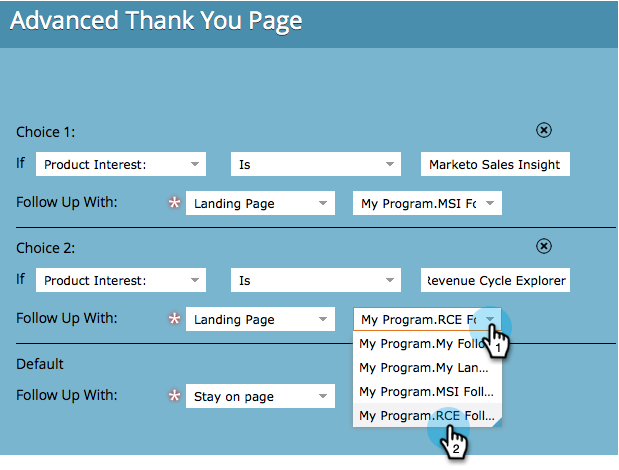 Advanced Thank You Page
Choice 1:
If Product Interest: Is Marketo Sales Insight
Follow Up With: * Landing Page My Program.MSI Fo
Choice 2:
If Product Interest: Is Revenue Cycle Explorer
Follow Up With: * Landing Page My Program.RCE Fo
1
My Program.My Follo
My Program.My Lan...
Default
My Program.MSI Foll...
Follow Up With: * Stay on page
My Program.RCE Foll...
2